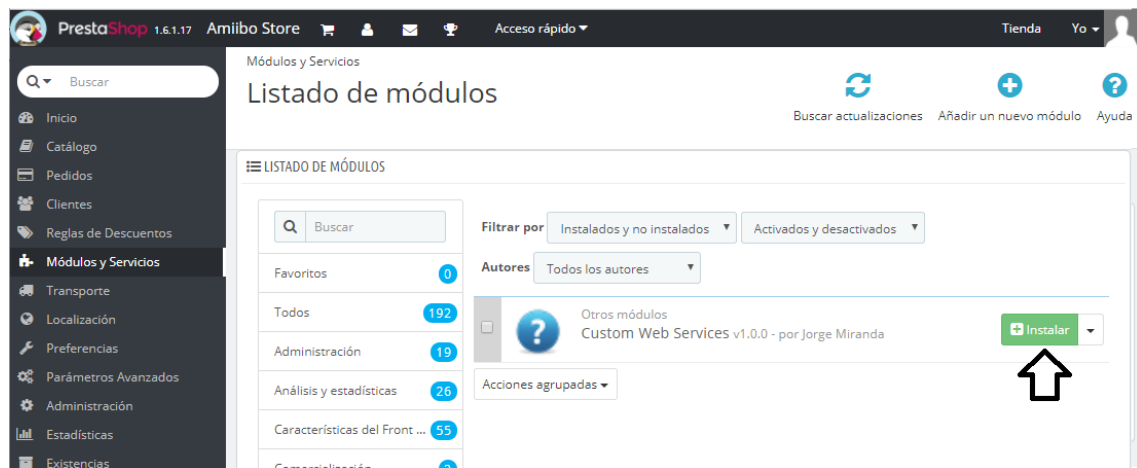 PrestaShop 1.6.1.17 Amiibo Store Acceso rápido Tienda Yo
Buscar
Inicio
Catálogo
Pedidos
Clientes
Reglas de Descuentos
Módulos y Servicios
Transporte
Localización
Preferencias
Parámetros Avanzados
Administración
Estadísticas
Existencias
Módulos y Servicios
Listado de módulos
Buscar actualizaciones
Añadir un nuevo módulo
Ayuda
LISTADO DE MÓDULOS
Buscar
Favoritos 0
Todos 192
Administración 19
Análisis y estadísticas 26
Características del Front ... 55
Comercialización 2
Filtrar por Instalados y no instalados Activados y desactivados
Autores Todos los autores
Otros módulos
Custom Web Services v1.0.0 - por Jorge Miranda
Instalar
Acciones agrupadas